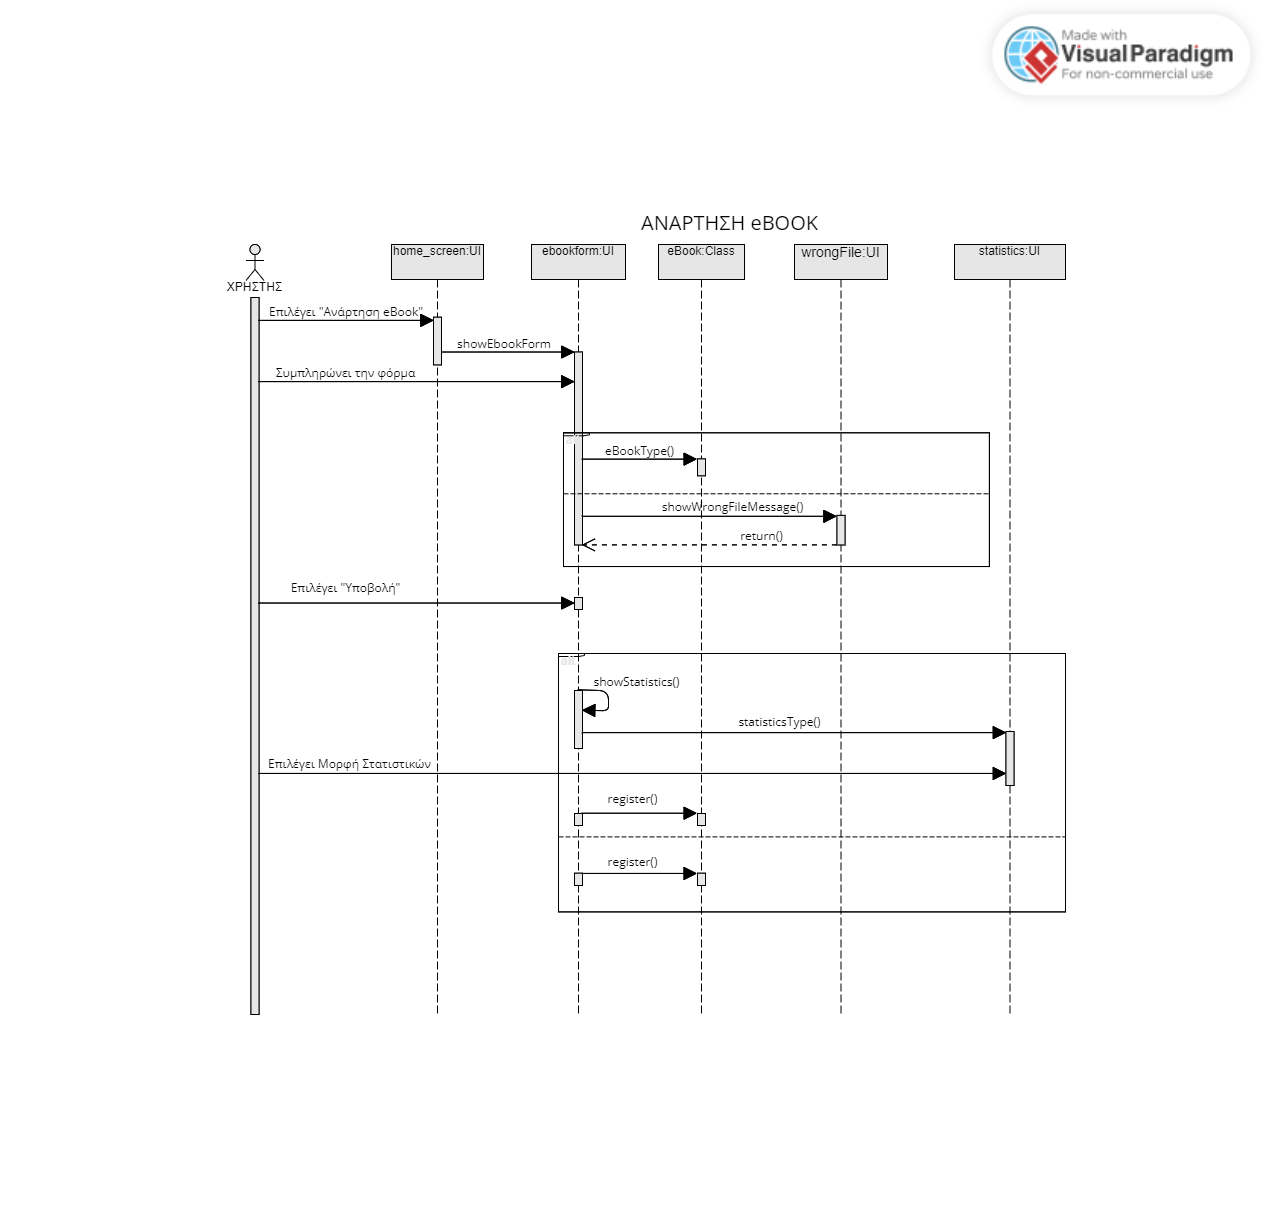 Made with
Visual Paradigm
For non-commercial use
ΑΝΑΡΤΗΣΗ eBOOK
ΧΡΗΣΤΗΣ
home_screen:UI
ebookform:UI
eBook:Class
wrongFile:UI
statistics:UI
Επιλέγει "Ανάρτηση eBook"
showEbookForm
Συμπληρώνει την φόρμα
eBookType()
showWrongFileMessage()
return()
Επιλέγει "Υποβολή"
alt
showStatistics()
statisticsType()
Επιλέγει Μορφή Στατιστικών
register()
register()